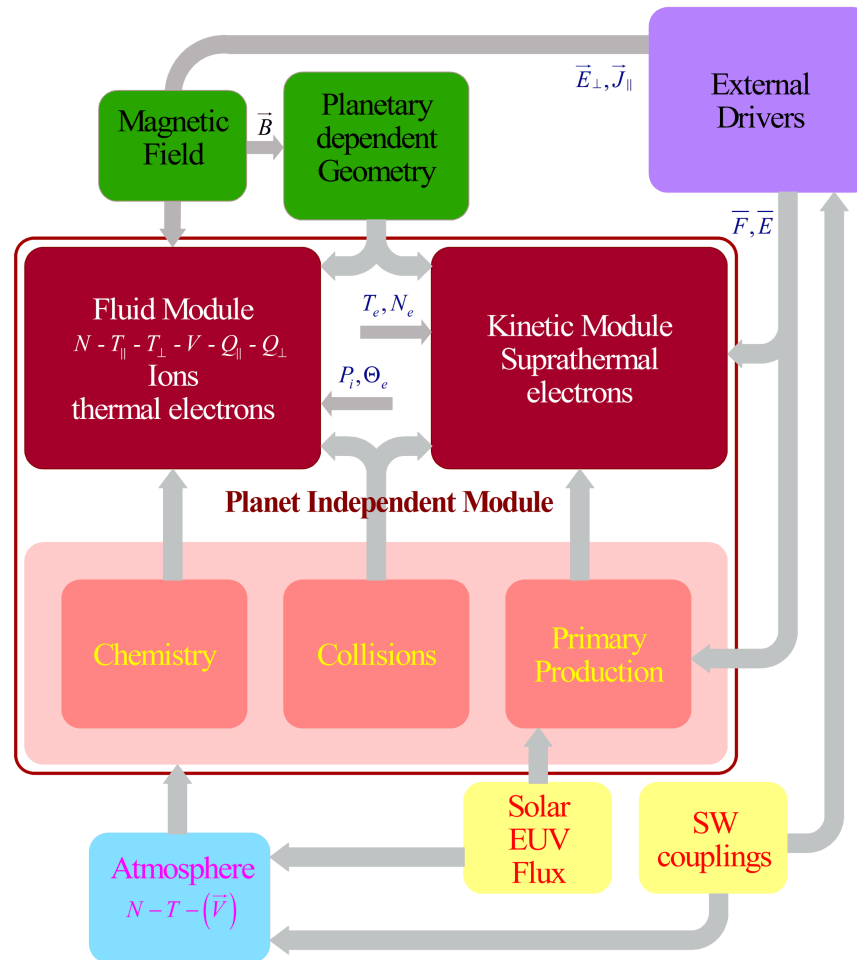 External
Drivers
E⃗⊥, J⃗∥
Magnetic
Field
B⃗
Planetary
dependent
Geometry
F̅, E̅
Fluid Module
N - T∥ - T⊥ - V - Q∥ - Q⊥
Ions
thermal electrons
Tₑ, Nₑ
Pᵢ, Θₑ
Kinetic Module
Suprathermal
electrons
Planet Independent Module
Chemistry
Collisions
Primary
Production
Solar
EUV
Flux
SW
couplings
Atmosphere
N − T − (V⃗)